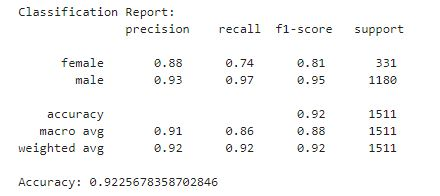 Classification Report:
precision recall f1-score support
female 0.88 0.74 0.81 331
male 0.93 0.97 0.95 1180
accuracy 0.92 1511
macro avg 0.91 0.86 0.88 1511
weighted avg 0.92 0.92 0.92 1511
Accuracy: 0.9225678358702846